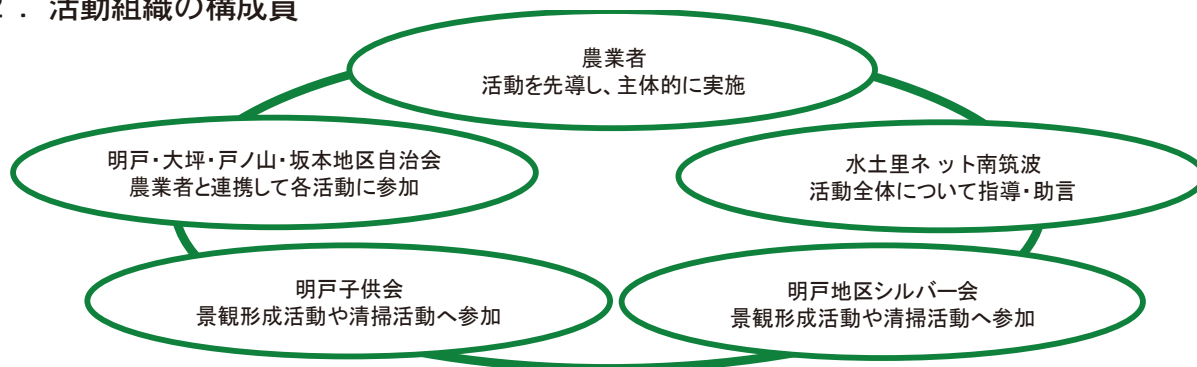 ２．活動組織の構成員
農業者
活動を先導し、主体的に実施
明戸・大坪・戸ノ山・坂本地区自治会
農業者と連携して各活動に参加
水土里ネット南筑波
活動全体について指導・助言
明戸子供会
景観形成活動や清掃活動へ参加
明戸地区シルバー会
景観形成活動や清掃活動へ参加